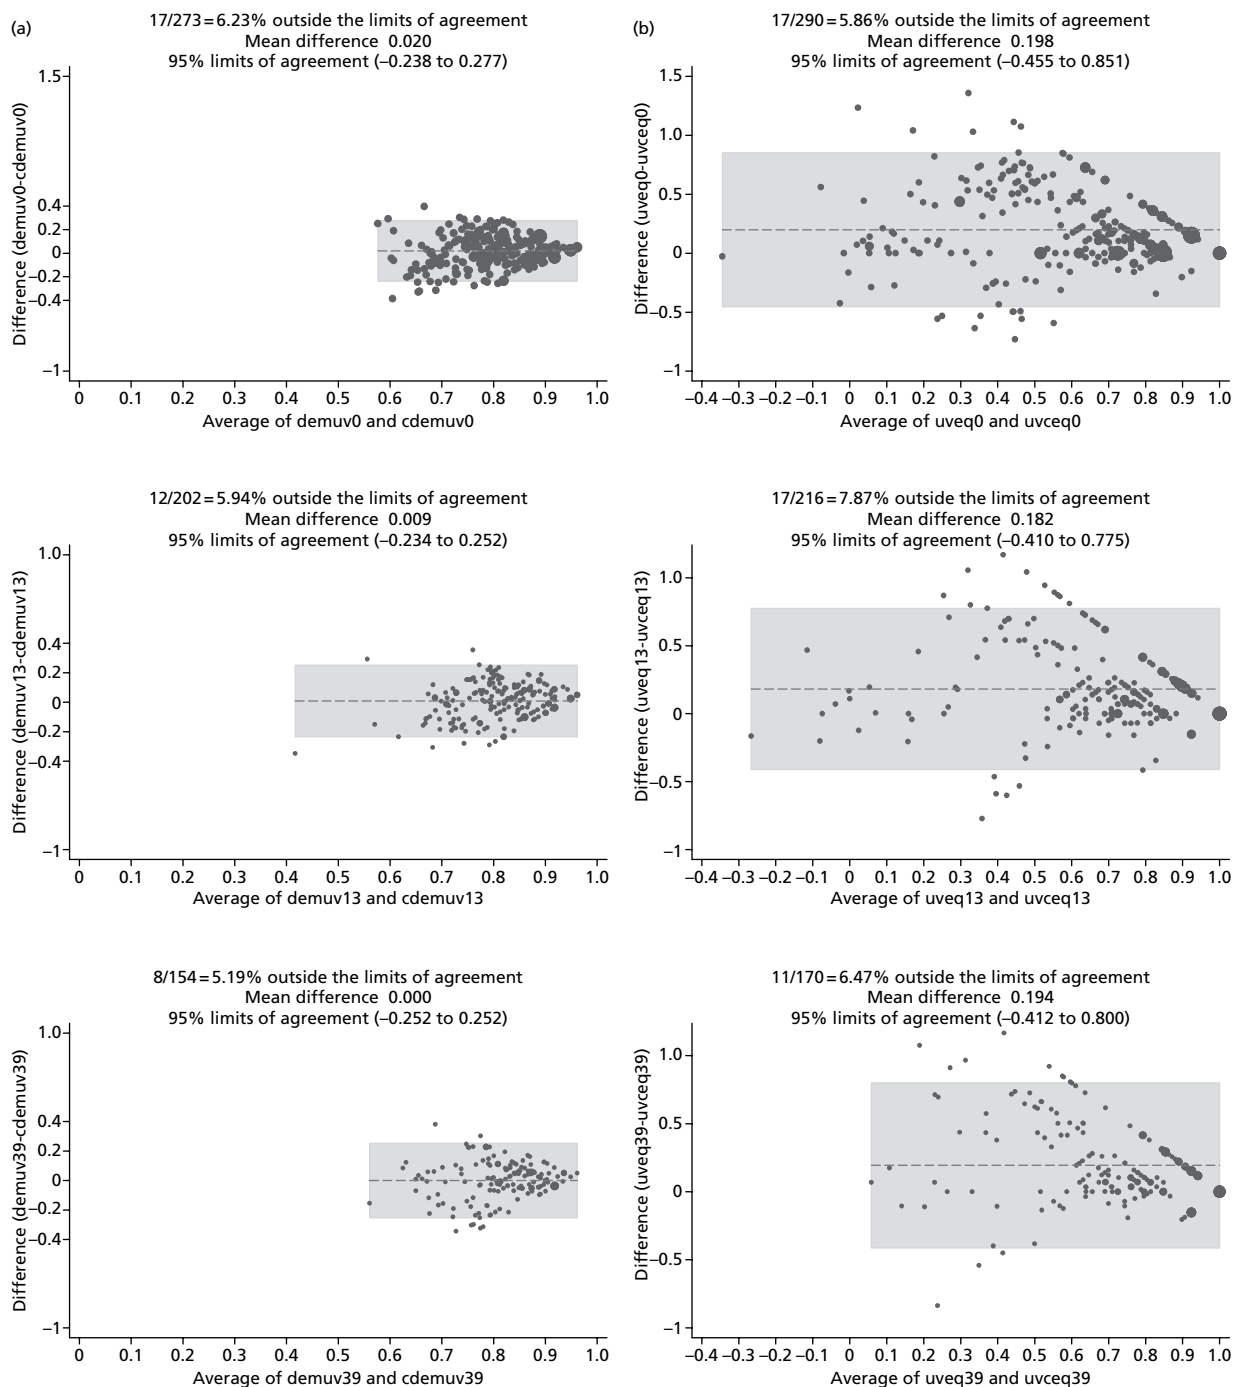 (a)
17/273=6.23% outside the limits of agreement
Mean difference 0.020
95% limits of agreement (–0.238 to 0.277)
1.5
0.4
0.2
0
–0.2
–0.4
–1
Difference (demuv0-cdemuv0)
0 0.1 0.2 0.3 0.4 0.5 0.6 0.7 0.8 0.9 1.0
Average of demuv0 and cdemuv0
(b)
17/290=5.86% outside the limits of agreement
Mean difference 0.198
95% limits of agreement (–0.455 to 0.851)
1.5
1.0
0.5
0
–0.5
–1
Difference (uveq0-uvceq0)
–0.4 –0.3 –0.2 –0.1 0 0.1 0.2 0.3 0.4 0.5 0.6 0.7 0.8 0.9 1.0
Average of uveq0 and uvceq0
12/202=5.94% outside the limits of agreement
Mean difference 0.009
95% limits of agreement (–0.234 to 0.252)
1.0
0.4
0.2
0
–0.2
–0.4
–1
Difference (demuv13-cdemuv13)
0 0.1 0.2 0.3 0.4 0.5 0.6 0.7 0.8 0.9 1.0
Average of demuv13 and cdemuv13
17/216=7.87% outside the limits of agreement
Mean difference 0.182
95% limits of agreement (–0.410 to 0.775)
1.0
0.5
0
–0.5
–1
Difference (uveq13-uvceq13)
–0.4 –0.3 –0.2 –0.1 0 0.1 0.2 0.3 0.4 0.5 0.6 0.7 0.8 0.9 1.0
Average of uveq13 and uvceq13
8/154=5.19% outside the limits of agreement
Mean difference 0.000
95% limits of agreement (–0.252 to 0.252)
1.0
0.4
0.2
0
–0.2
–0.4
–1
Difference (demuv39-cdemuv39)
0 0.1 0.2 0.3 0.4 0.5 0.6 0.7 0.8 0.9 1.0
Average of demuv39 and cdemuv39
11/170=6.47% outside the limits of agreement
Mean difference 0.194
95% limits of agreement (–0.412 to 0.800)
1.0
0.5
0
–0.5
–1
Difference (uveq39-uvceq39)
–0.4 –0.3 –0.2 –0.1 0 0.1 0.2 0.3 0.4 0.5 0.6 0.7 0.8 0.9 1.0
Average of uveq39 and uvceq39